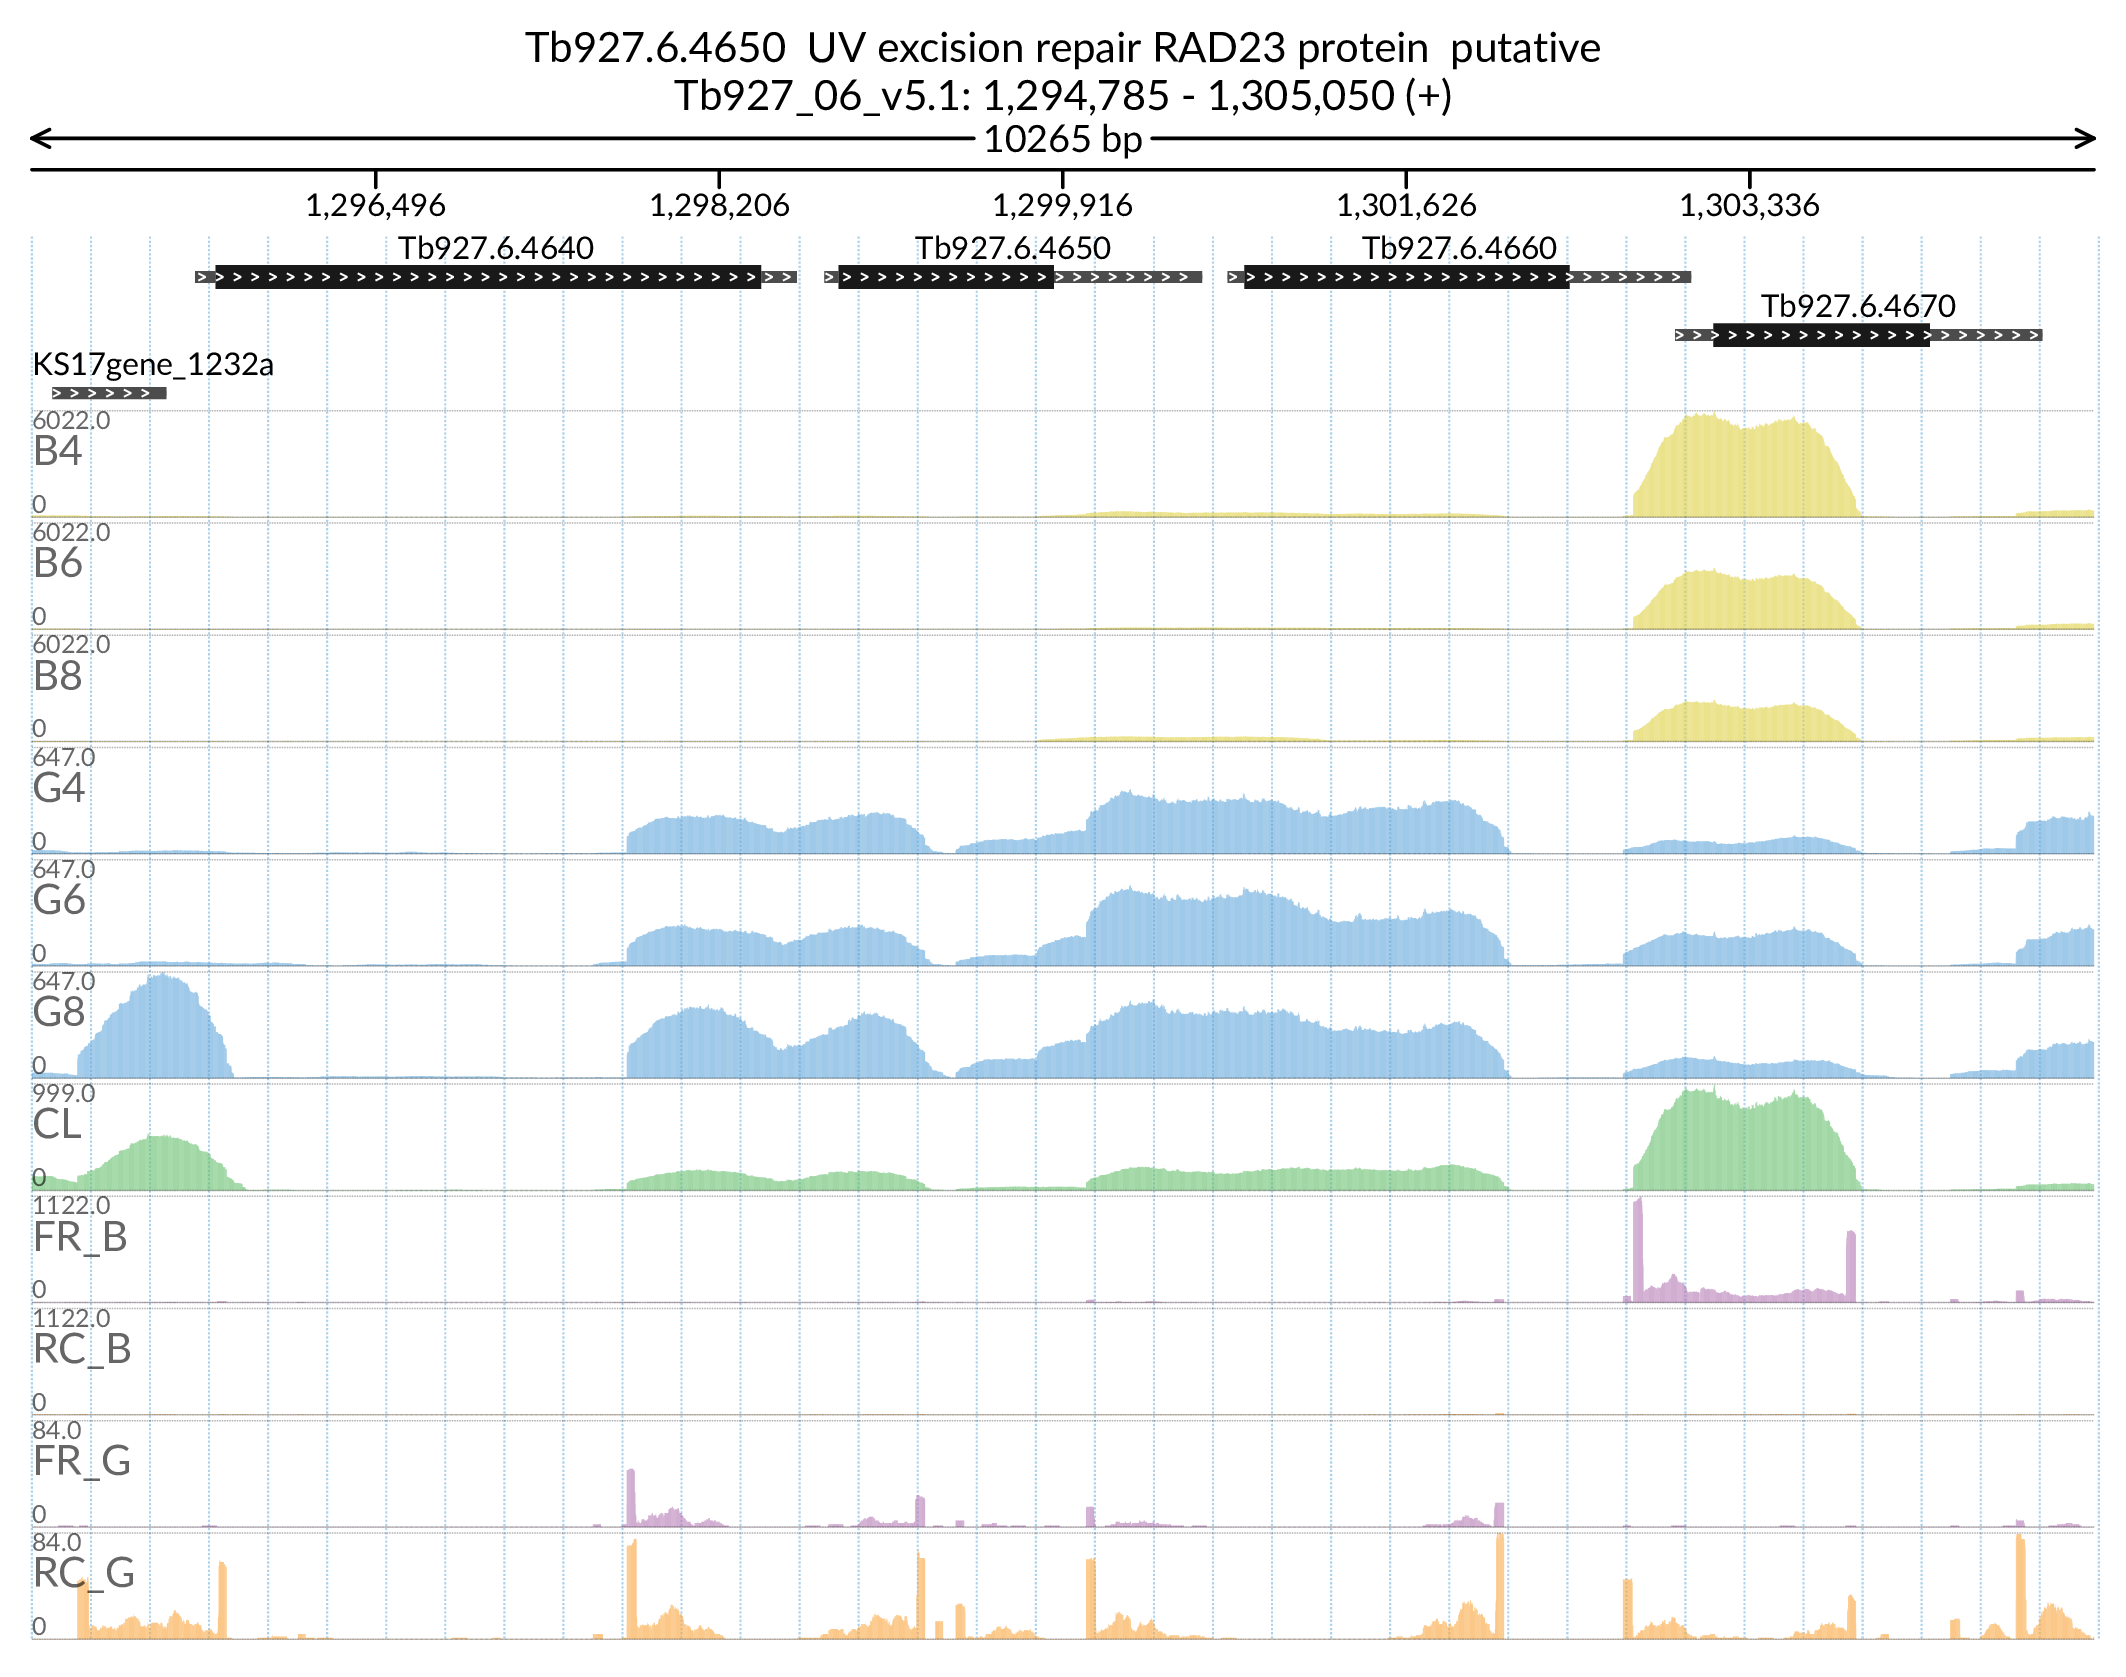 Tb927.6.4650  UV excision repair RAD23 protein  putative
Tb927_06_v5.1: 1,294,785 - 1,305,050 (+)
10265 bp
1,296,496 1,298,206 1,299,916 1,301,626 1,303,336
Tb927.6.4640 Tb927.6.4650 Tb927.6.4660
Tb927.6.4670
KS17gene_1232a
6022.0
B4
0
6022.0
B6
0
6022.0
B8
0
647.0
G4
0
647.0
G6
0
647.0
G8
0
999.0
CL
0
1122.0
FR_B
0
1122.0
RC_B
0
84.0
FR_G
0
84.0
RC_G
0